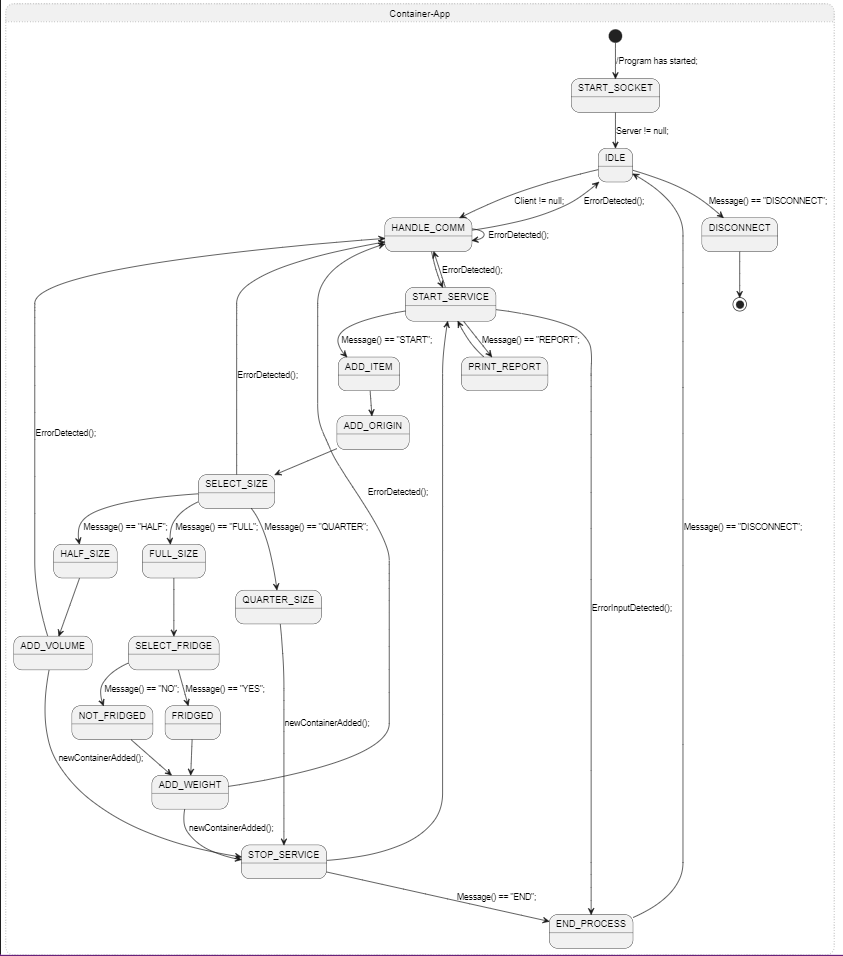 Container-App
/Program has started;
START_SOCKET
Server != null;
IDLE
Client != null;
ErrorDetected();
Message() == "DISCONNECT";
HANDLE_COMM
ErrorDetected();
DISCONNECT
ErrorDetected();
START_SERVICE
Message() == "START";
Message() == "REPORT";
ADD_ITEM
PRINT_REPORT
ErrorDetected();
ADD_ORIGIN
ErrorDetected();
SELECT_SIZE
ErrorDetected();
Message() == "HALF";
Message() == "FULL";
Message() == "QUARTER";
Message() == "DISCONNECT";
HALF_SIZE
FULL_SIZE
QUARTER_SIZE
ErrorInputDetected();
ADD_VOLUME
SELECT_FRIDGE
Message() == "NO";
Message() == "YES";
NOT_FRIDGED
FRIDGED
newContainerAdded();
newContainerAdded();
ADD_WEIGHT
newContainerAdded();
STOP_SERVICE
Message() == "END";
END_PROCESS